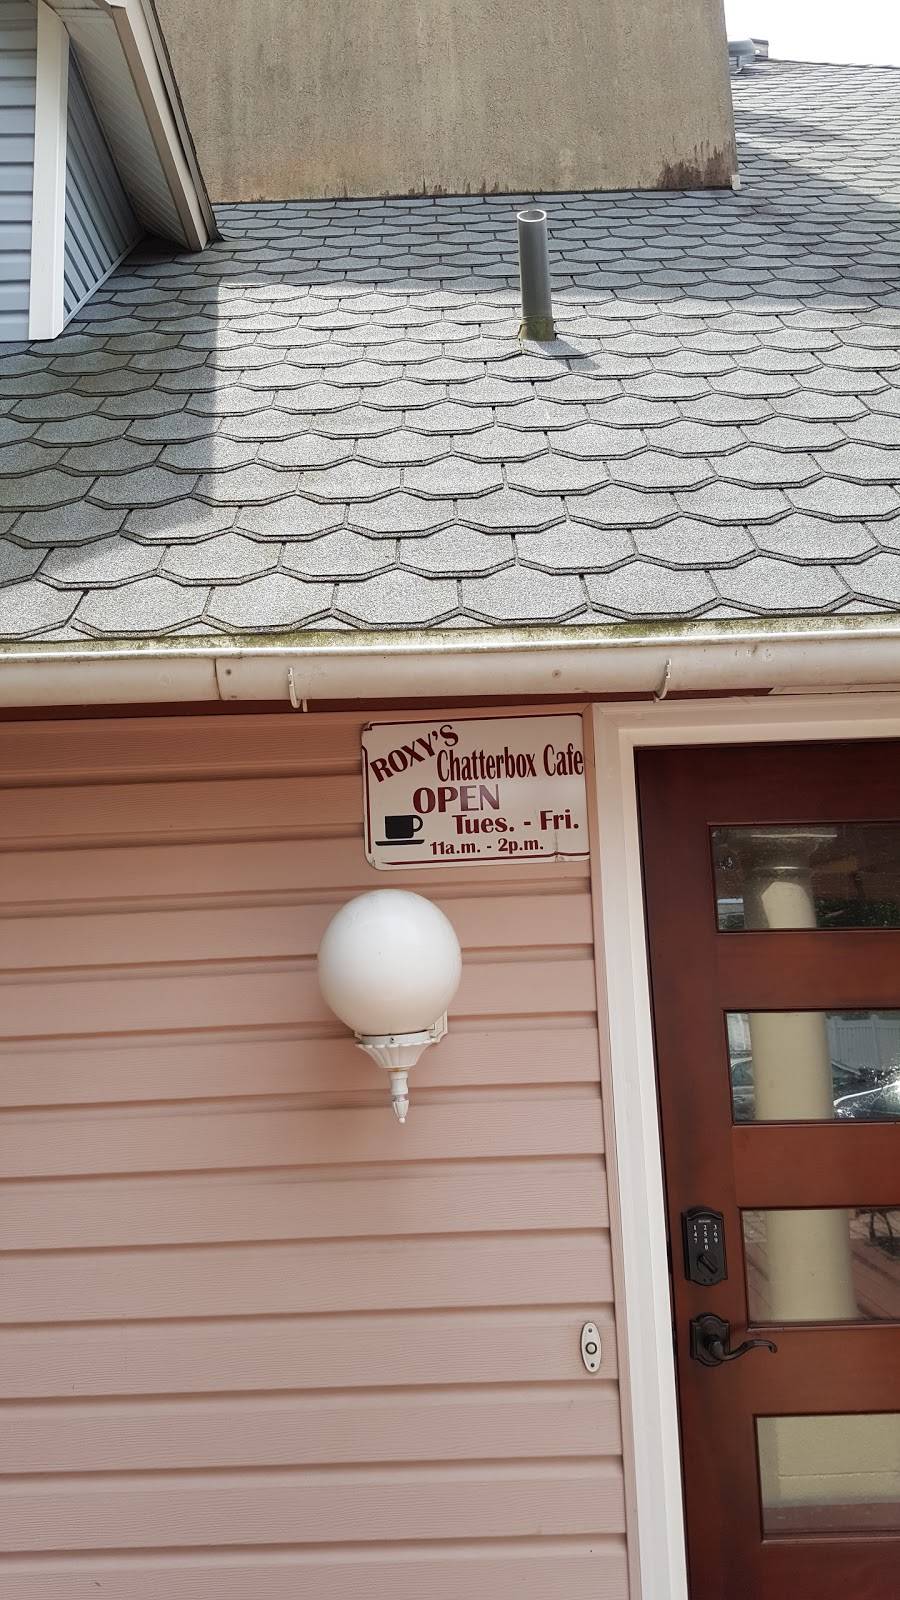 ROXY'S
Chatterbox Cafe
OPEN
Tues. - Fri.
11a.m. - 2p.m.